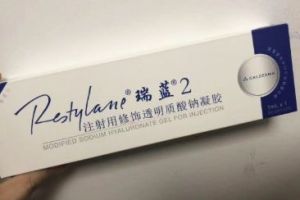 Restylane® 瑞蓝® 2
注射用修饰透明质酸钠凝胶
MODIFIED SODIUM HYALURONATE GEL FOR INJECTION
GALDERMA